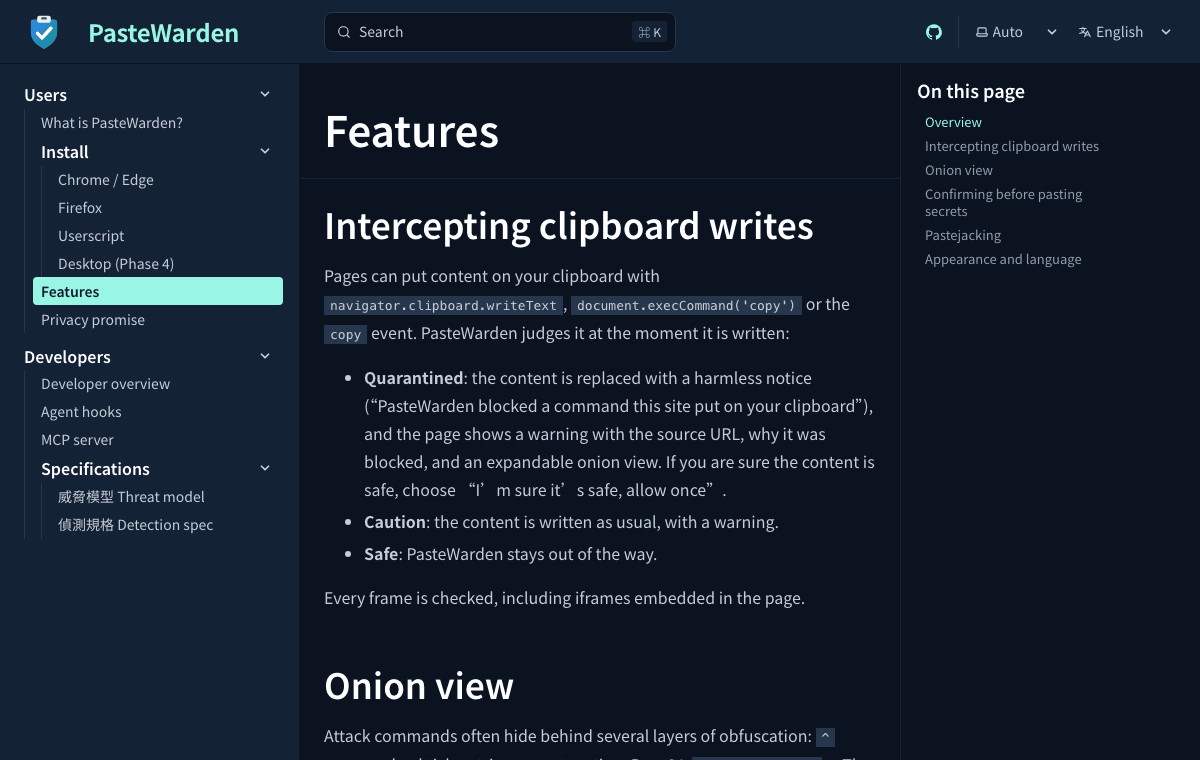 PasteWarden
Search
⌘ K
Auto
English
Users
What is PasteWarden?
Install
Chrome / Edge
Firefox
Userscript
Desktop (Phase 4)
Features
Privacy promise
Developers
Developer overview
Agent hooks
MCP server
Specifications
威脅模型 Threat model
偵測規格 Detection spec
Features
Intercepting clipboard writes
Pages can put content on your clipboard with
navigator.clipboard.writeText, document.execCommand('copy') or the
copy event. PasteWarden judges it at the moment it is written:
• Quarantined: the content is replaced with a harmless notice
(“PasteWarden blocked a command this site put on your clipboard”),
and the page shows a warning with the source URL, why it was
blocked, and an expandable onion view. If you are sure the content is
safe, choose “I’m sure it’s safe, allow once”.
• Caution: the content is written as usual, with a warning.
• Safe: PasteWarden stays out of the way.
Every frame is checked, including iframes embedded in the page.
Onion view
Attack commands often hide behind several layers of obfuscation: ^
On this page
Overview
Intercepting clipboard writes
Onion view
Confirming before pasting
secrets
Pastejacking
Appearance and language